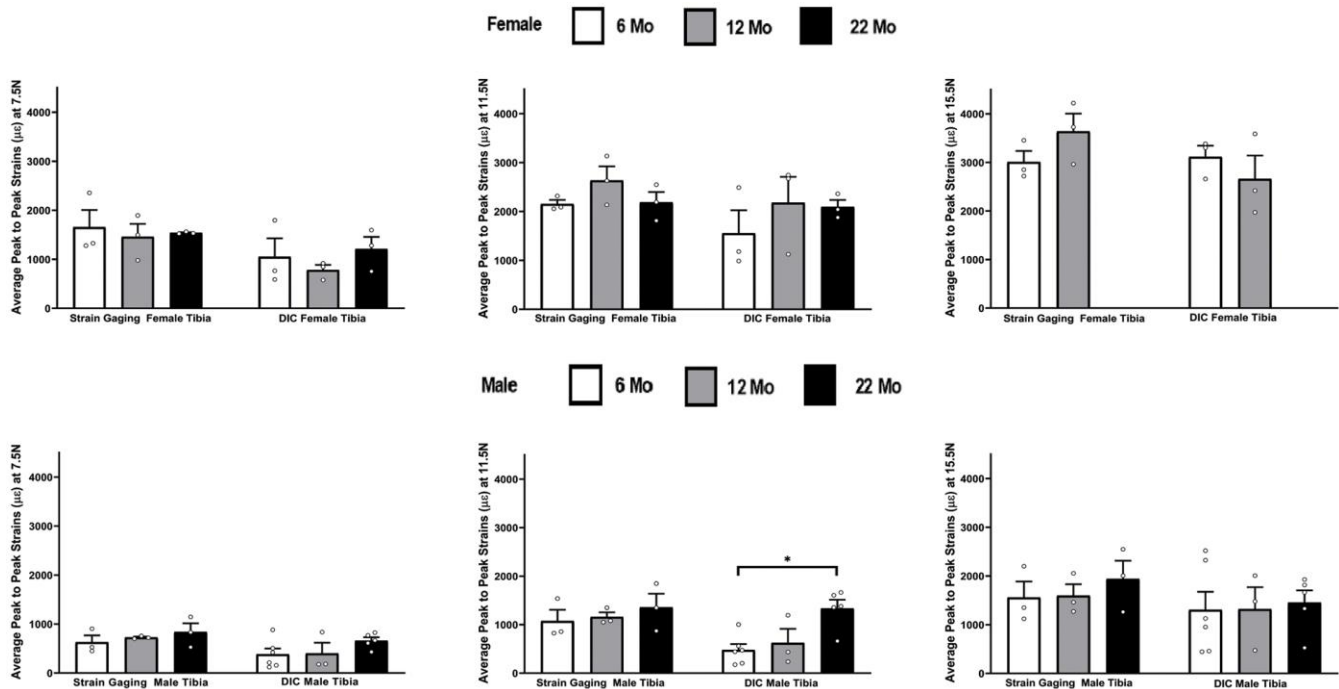 Female 6 Mo 12 Mo 22 Mo
Average Peak to Peak Strains (µε) at 7.5N
4000
3000
2000
1000
0
Strain Gaging Female Tibia DIC Female Tibia
Average Peak to Peak Strains (µε) at 11.5N
4000
3000
2000
1000
0
Strain Gaging Female Tibia DIC Female Tibia
Average Peak to Peak Strains (µε) at 15.5N
4000
3000
2000
1000
0
Strain Gaging Female Tibia DIC Female Tibia
Male 6 Mo 12 Mo 22 Mo
Average Peak to Peak Strains (µε) at 7.5N
4000
3000
2000
1000
0
Strain Gaging Male Tibia DIC Male Tibia
Average Peak to Peak Strains (µε) at 11.5N
4000
3000
2000
1000
0
*
Strain Gaging Male Tibia DIC Male Tibia
Average Peak to Peak Strains (µε) at 15.5N
4000
3000
2000
1000
0
Strain Gaging Male Tibia DIC Male Tibia